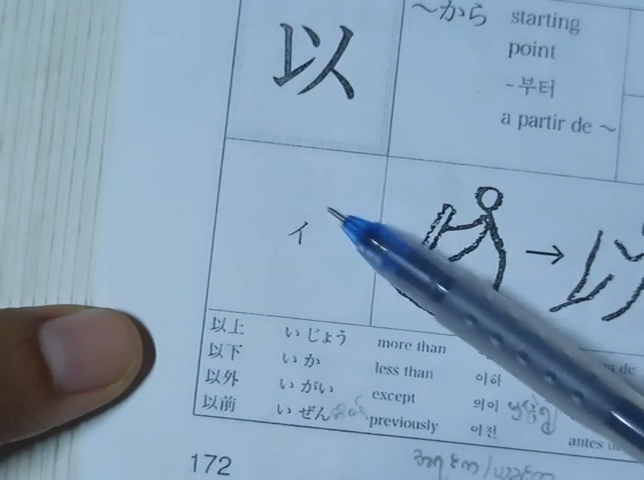 以
～から starting
point
~부터
a partir de ～
イ
以上 いじょう more than
以下 いか less than 이하
以外 いがい except 의이
以前 いぜん previously 이전
antes
172